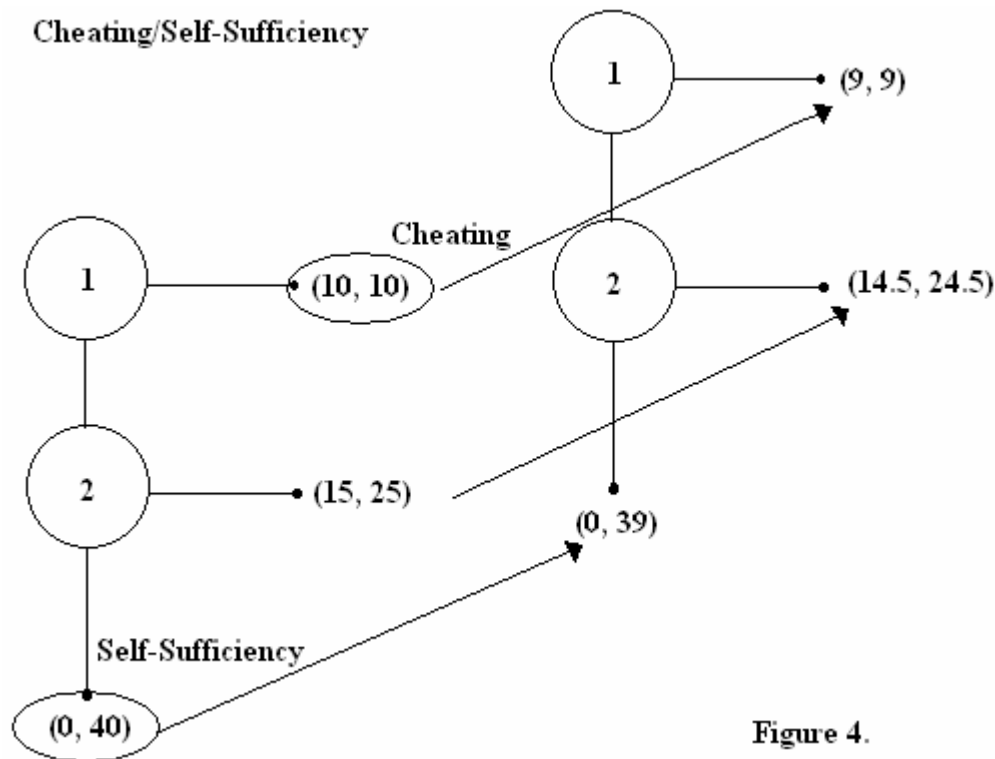 Cheating/Self-Sufficiency
1
(9, 9)
Cheating
1
(10, 10)
2
(14.5, 24.5)
2
(15, 25)
(0, 39)
Self-Sufficiency
(0, 40)
Figure 4.